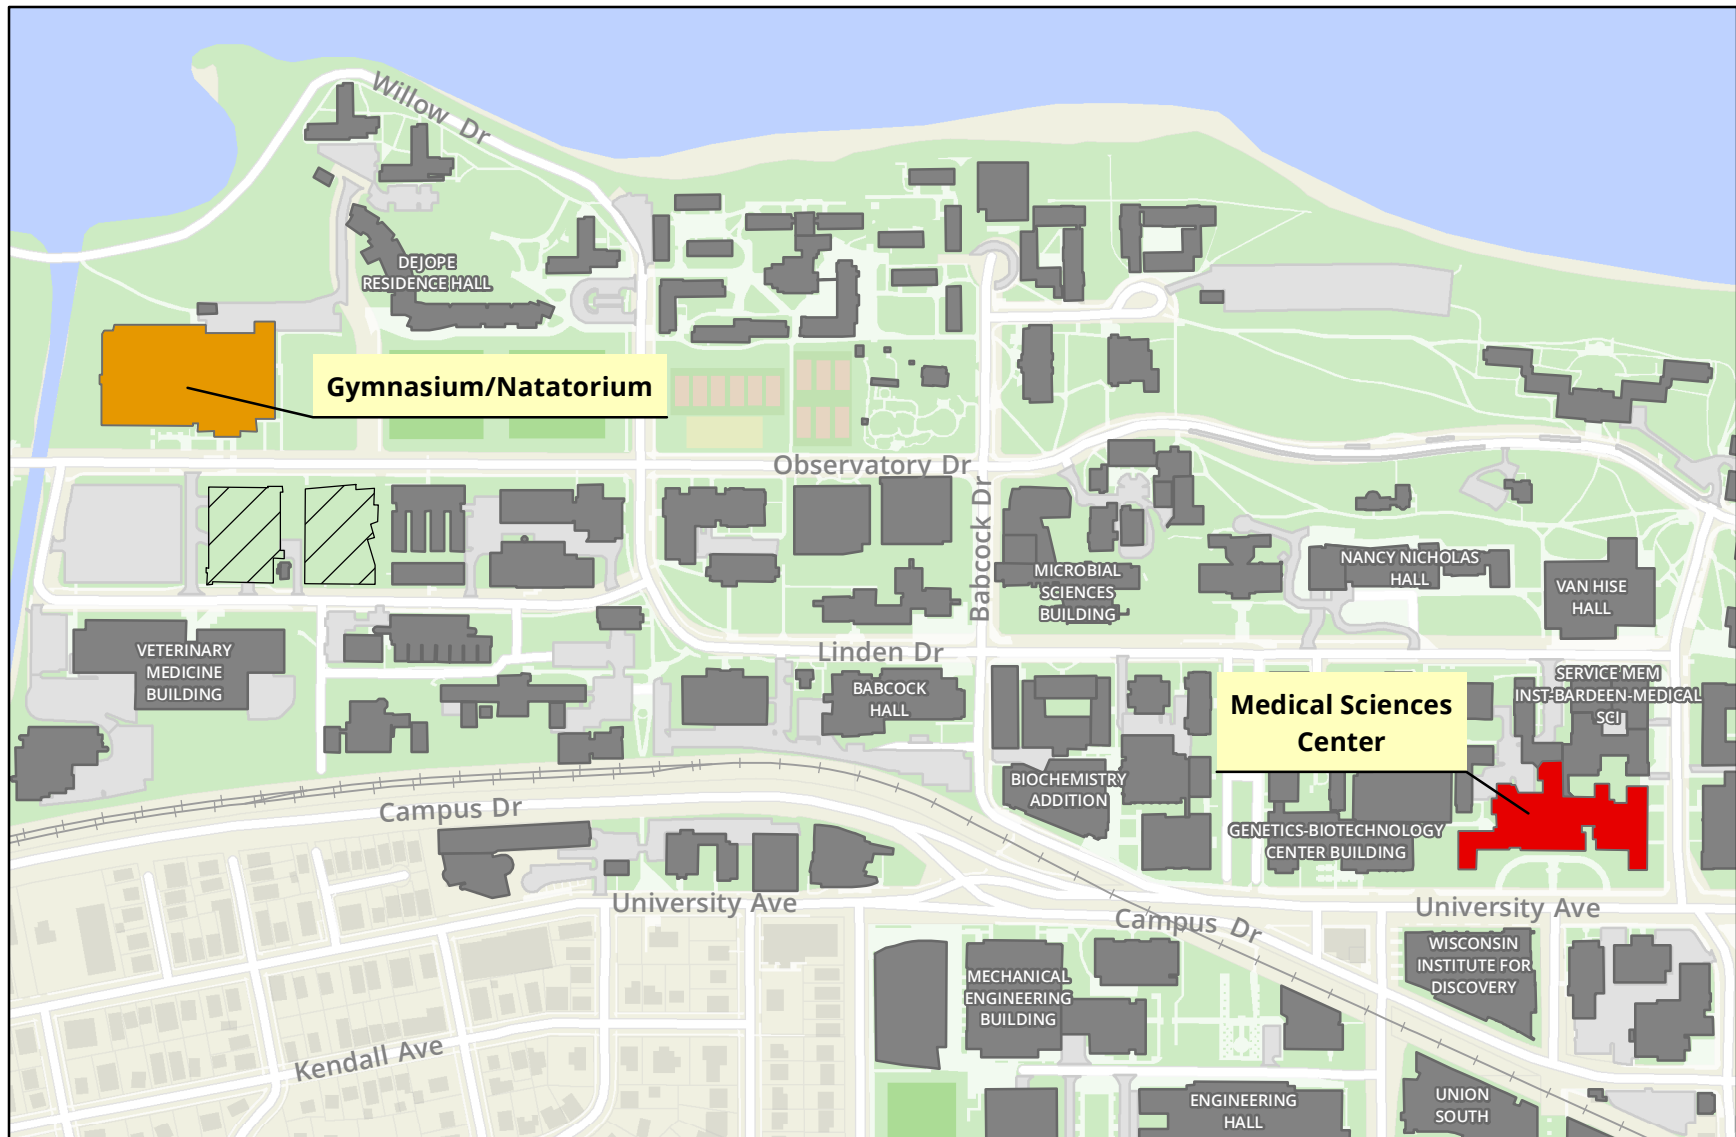 Willow Dr
DEJOPE
RESIDENCE HALL
Gymnasium/Natatorium
Observatory Dr
Babcock Dr
NANCY NICHOLAS
HALL
MICROBIAL
SCIENCES
BUILDING
VAN HISE
HALL
Linden Dr
VETERINARY
MEDICINE
BUILDING
BABCOCK
HALL
SERVICE MEM
INST-BARDEEN-MEDICAL
SCI
Medical Sciences
Center
BIOCHEMISTRY
ADDITION
Campus Dr
GENETICS-BIOTECHNOLOGY
CENTER BUILDING
University Ave
University Ave
Campus Dr
WISCONSIN
INSTITUTE FOR
DISCOVERY
MECHANICAL
ENGINEERING
BUILDING
Kendall Ave
ENGINEERING
HALL
UNION
SOUTH